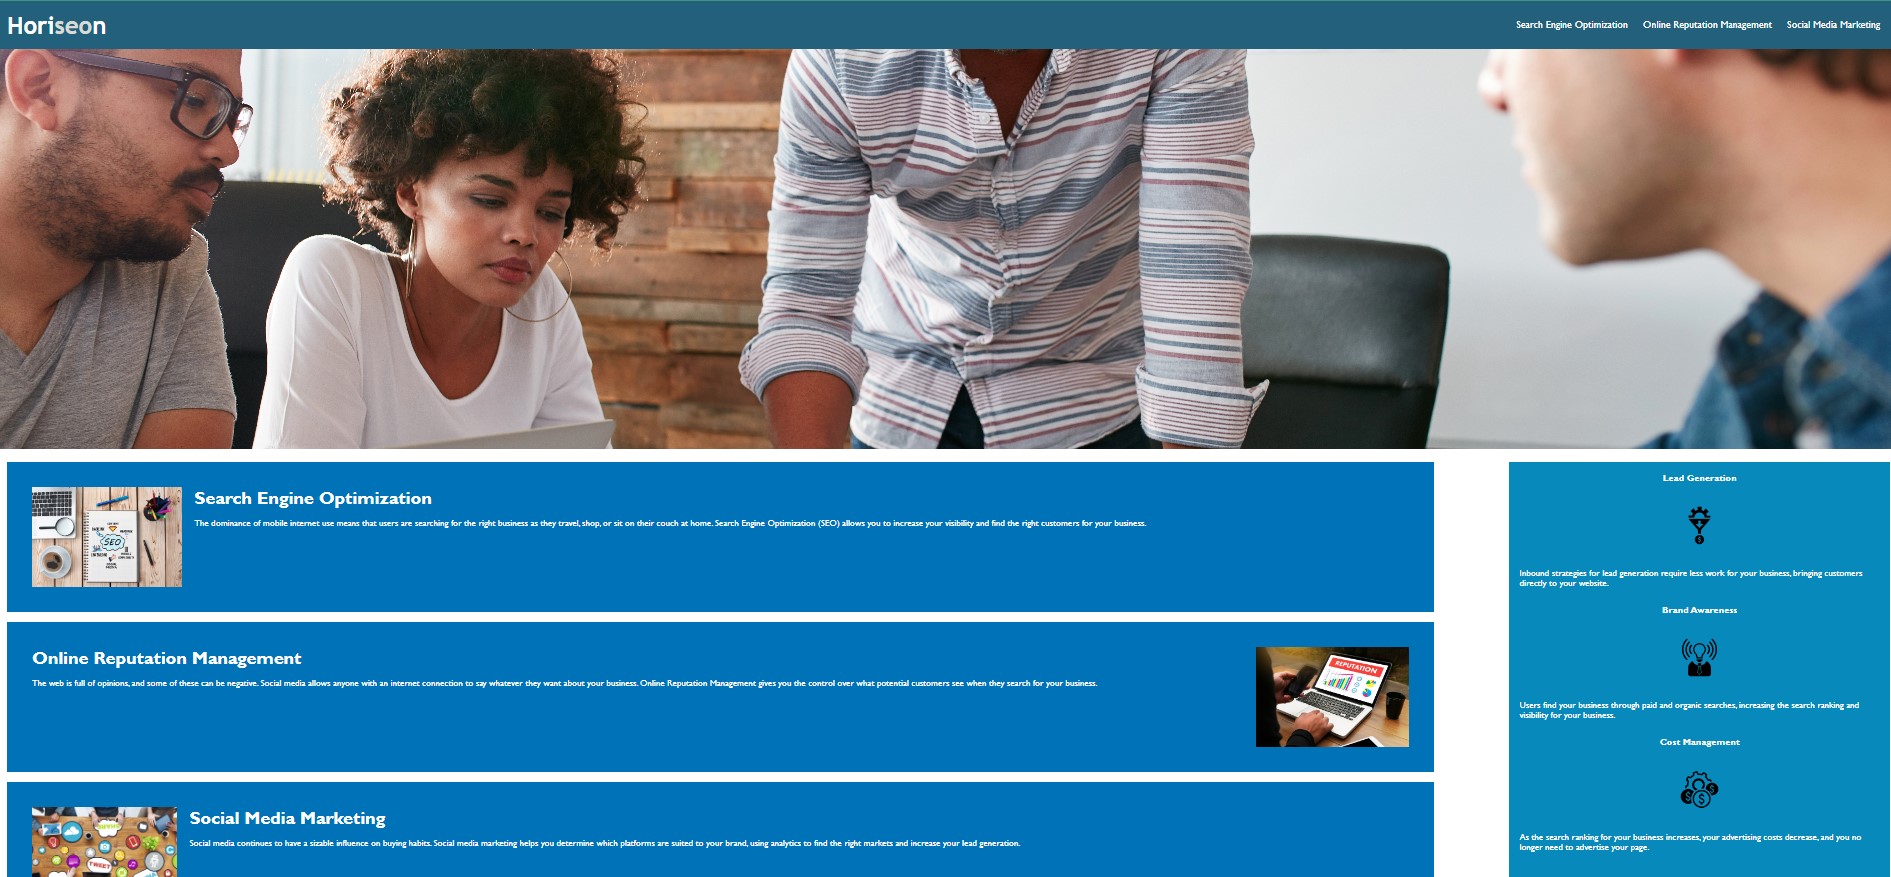 Horiseon
Search Engine Optimization
Online Reputation Management
Social Media Marketing
Search Engine Optimization
The dominance of mobile internet use means that users are searching for the right business as they travel, shop, or sit on their couch at home. Search Engine Optimization (SEO) allows you to increase your visibility and find the right customers for your business.
SEO
Online Reputation Management
The web is full of opinions, and some of these can be negative. Social media allows anyone with an internet connection to say whatever they want about your business. Online Reputation Management gives you the control over what potential customers see when they search for your business.
REPUTATION
Social Media Marketing
Social media continues to have a sizable influence on buying habits. Social media marketing helps you determine which platforms are suited to your brand, using analytics to find the right markets and increase your lead generation.
TWEET
Lead Generation
Inbound strategies for lead generation require less work for your business, bringing customers
directly to your website.
Brand Awareness
Users find your business through paid and organic searches, increasing the search ranking and
visibility for your business.
Cost Management
As the search ranking for your business increases, your advertising costs decrease, and you no
longer need to advertise your page.